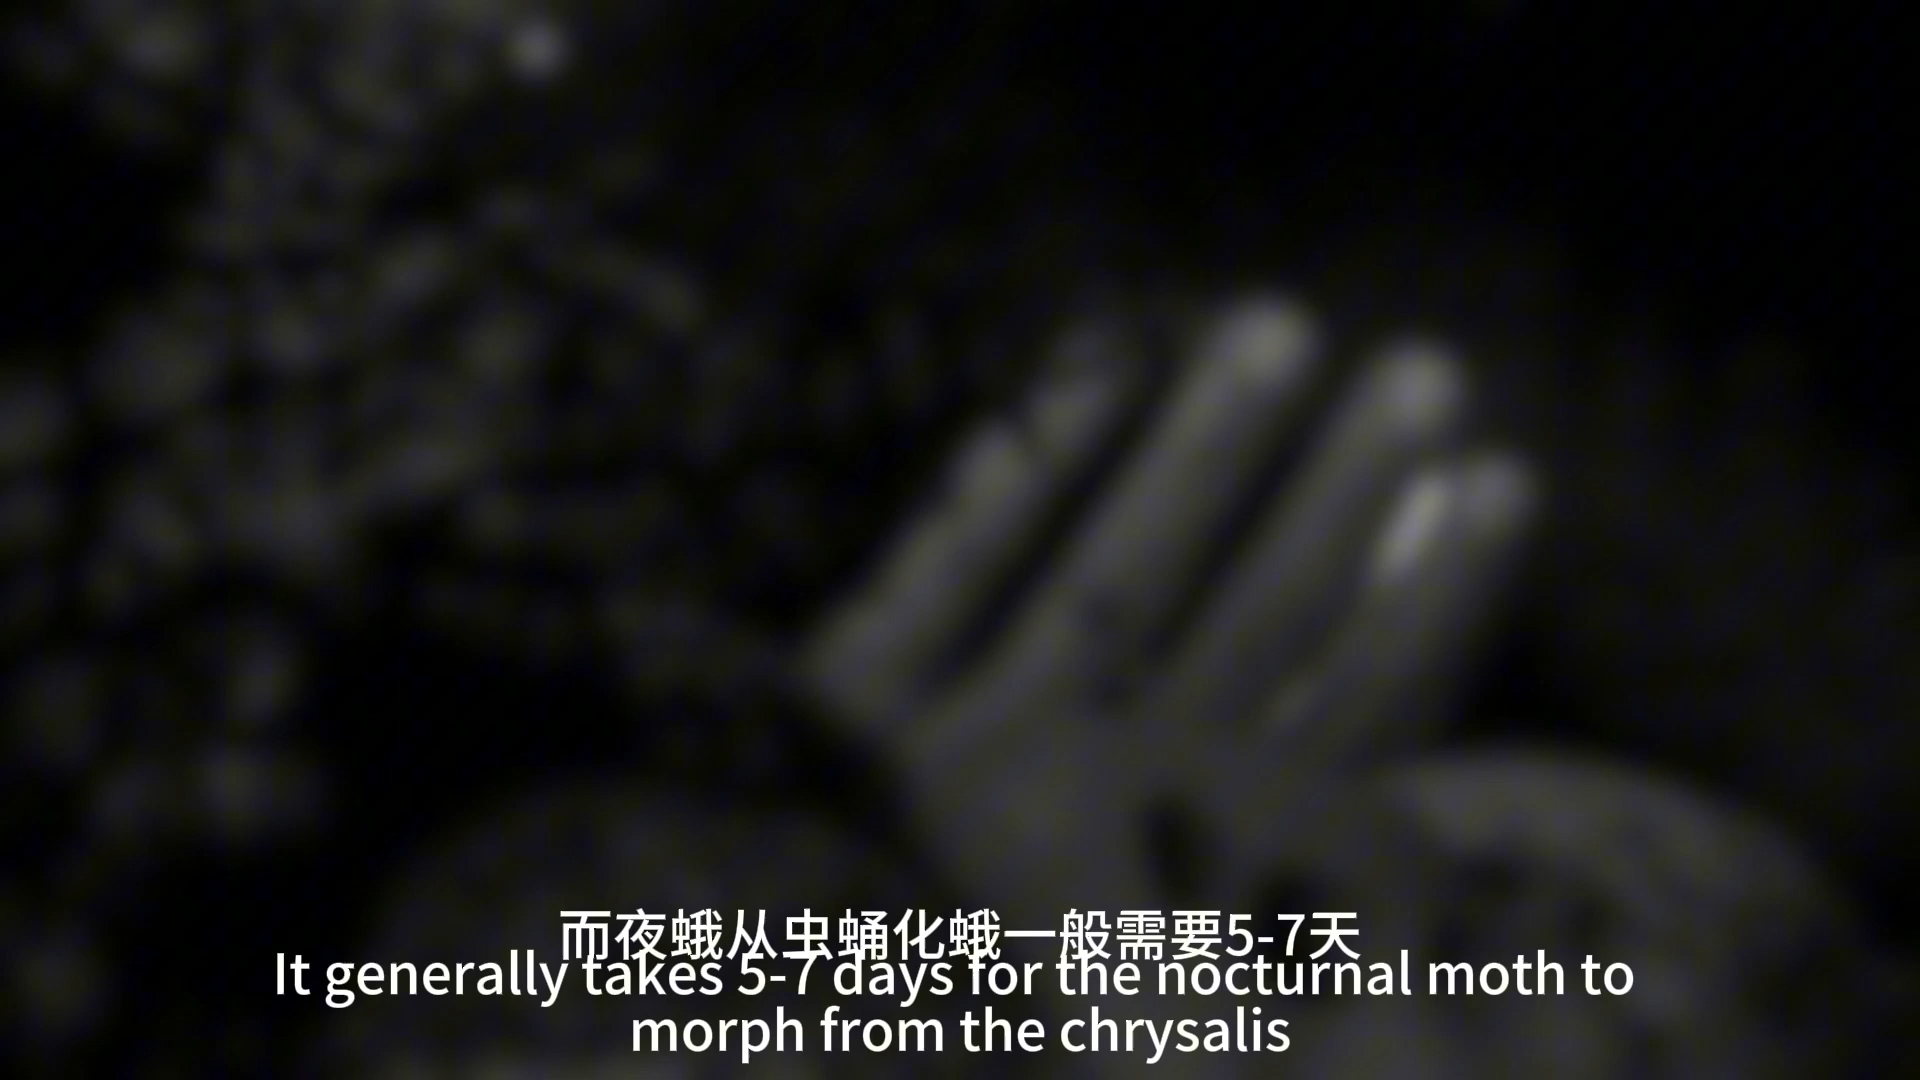 而夜蛾从虫蛹化蛾一般需要5-7天
It generally takes 5-7 days for the nocturnal moth to
morph from the chrysalis